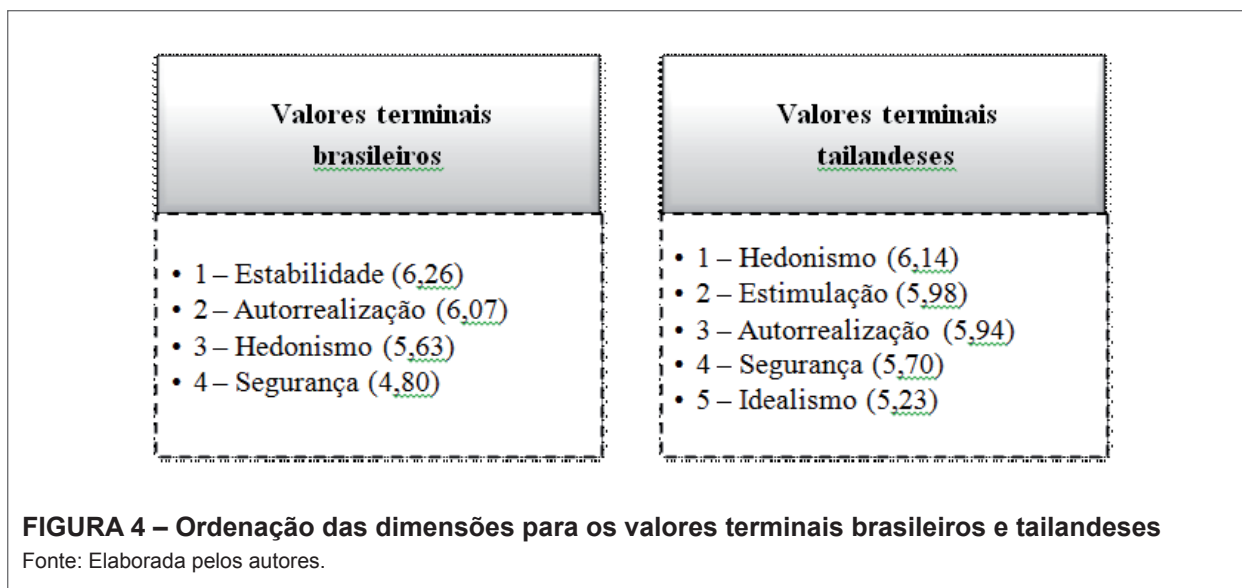 Valores terminais
brasileiros
• 1 – Estabilidade (6,26)
• 2 – Autorrealização (6,07)
• 3 – Hedonismo (5,63)
• 4 – Segurança (4,80)
Valores terminais
tailandeses
• 1 – Hedonismo (6,14)
• 2 – Estimulação (5,98)
• 3 – Autorrealização (5,94)
• 4 – Segurança (5,70)
• 5 – Idealismo (5,23)
FIGURA 4 – Ordenação das dimensões para os valores terminais brasileiros e tailandeses
Fonte: Elaborada pelos autores.